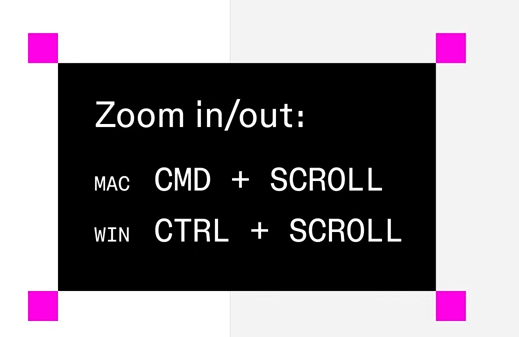 Zoom in/out:
MAC CMD + SCROLL
WIN CTRL + SCROLL